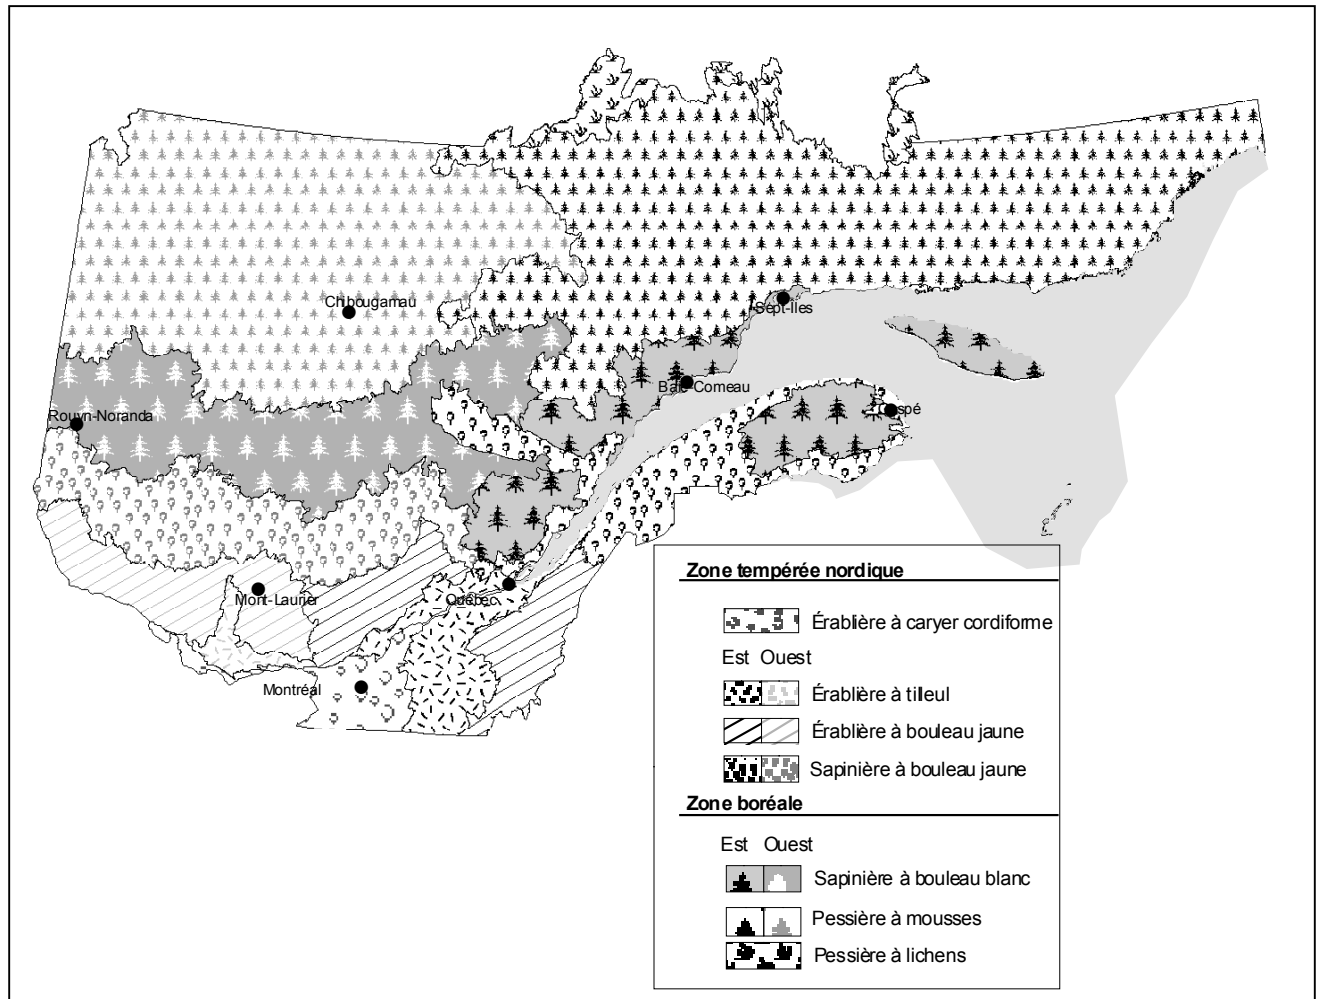 Chibougamau
Sept-Iles
Baie-Comeau
Rouyn-Noranda
Gaspé
Mont-Laurier
Québec
Montréal
Zone tempérée nordique
Érablière à caryer cordiforme
Est Ouest
Érablière à tilleul
Érablière à bouleau jaune
Sapinière à bouleau jaune
Zone boréale
Est Ouest
Sapinière à bouleau blanc
Pessière à mousses
Pessière à lichens